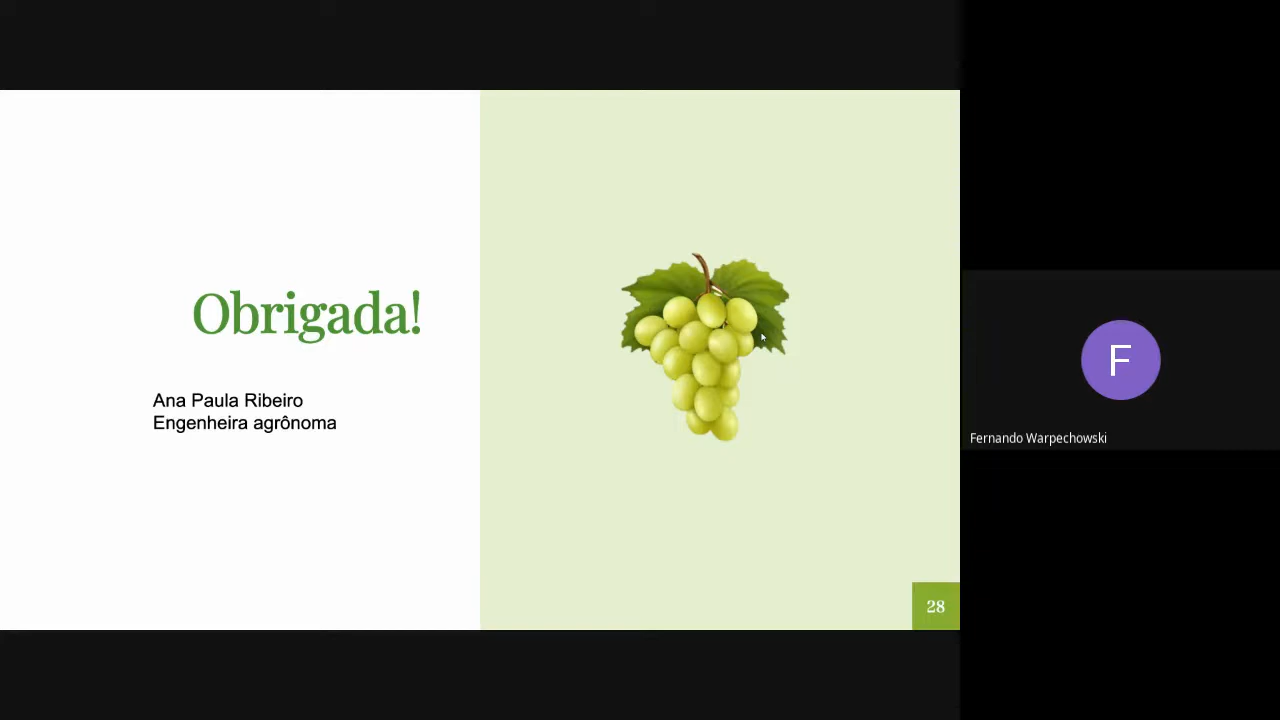 Obrigada!
Ana Paula Ribeiro
Engenheira agrônoma
28
F
Fernando Warpechowski